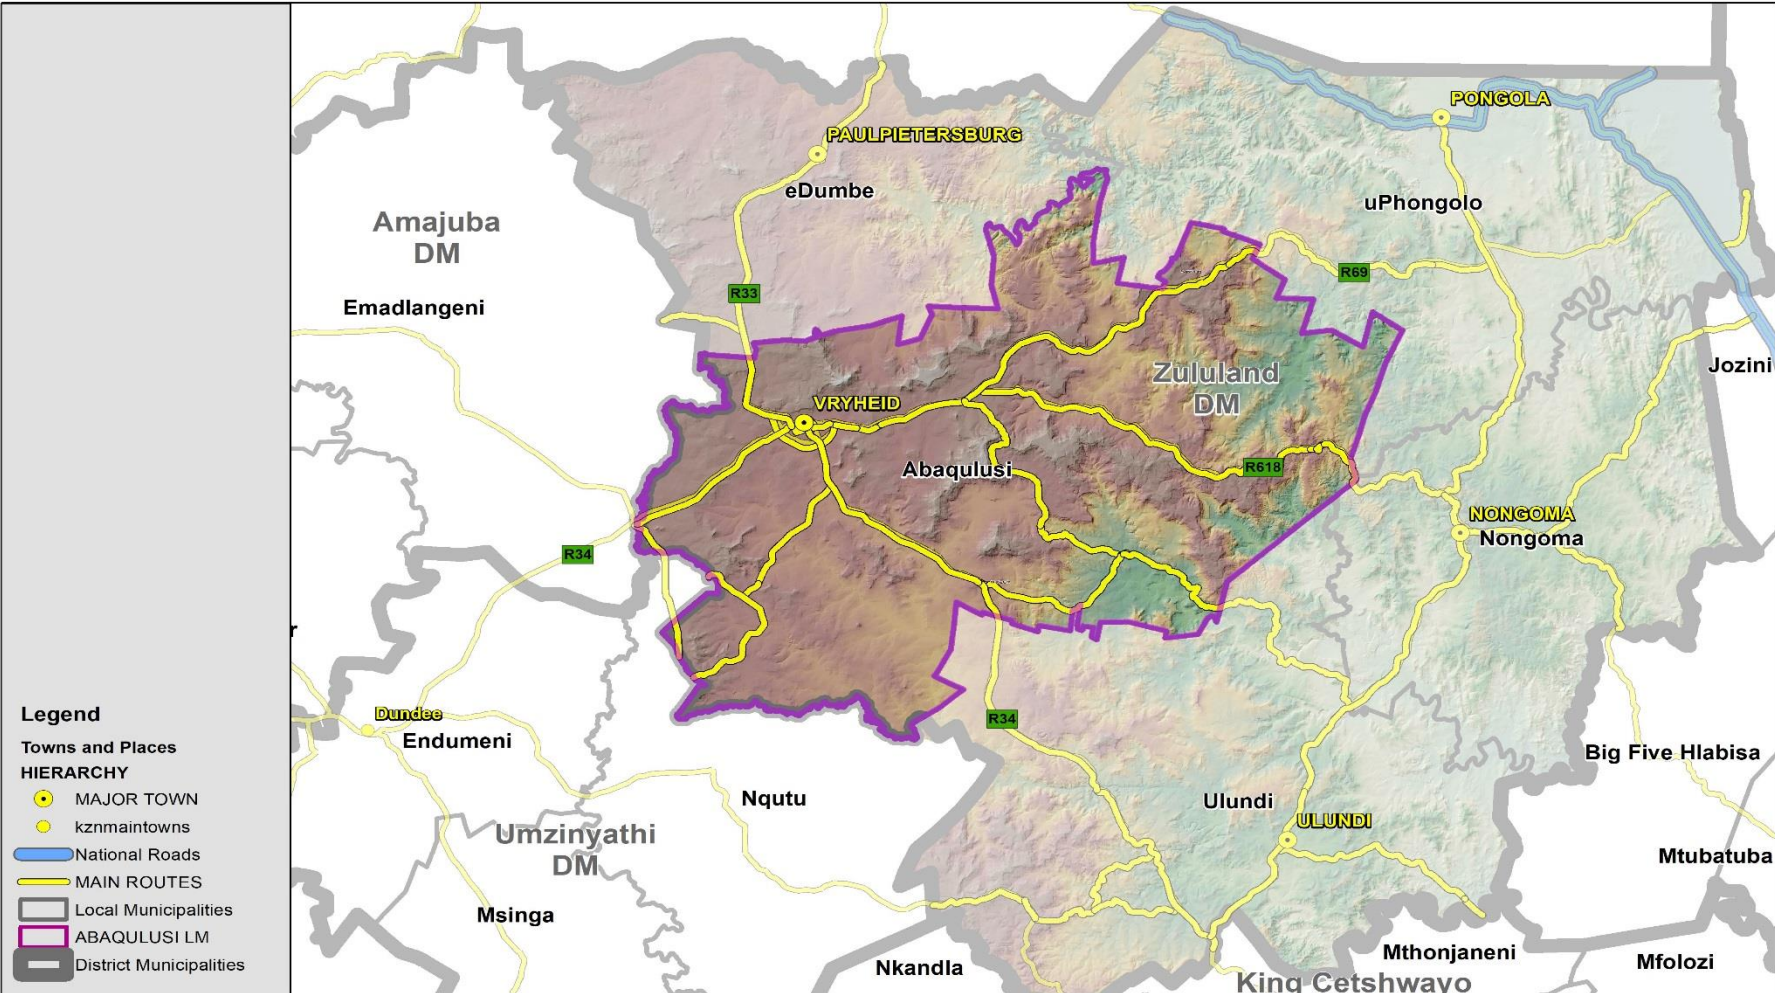 PONGOLA
PAULPIETERSBURG
eDumbe
uPhongolo
Amajuba
DM
R69
R33
Emadlangeni
Jozini
Zululand
DM
VRYHEID
Abaqulusi
R618
NONGOMA
Nongoma
R34
r
Legend
Towns and Places
HIERARCHY
MAJOR TOWN
kznmaintowns
National Roads
MAIN ROUTES
Local Municipalities
ABAQULUSI LM
District Municipalities
Dundee
Endumeni
R34
Big Five Hlabisa
Nqutu
Ulundi
ULUNDI
Umzinyathi
DM
Mtubatuba
Msinga
Mthonjaneni
Nkandla
Mfolozi
King Cetshwayo